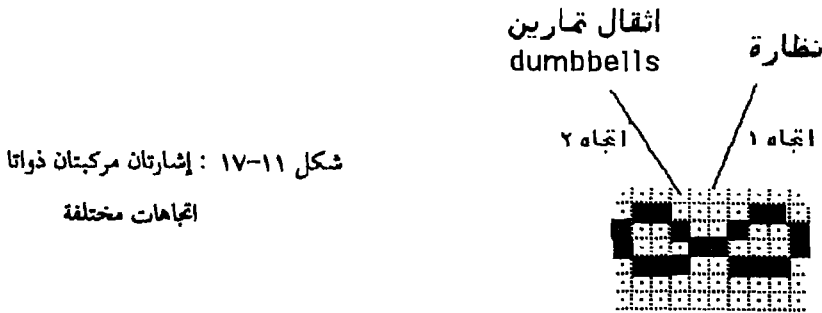 اثقال تمارين
dumbbells
نظارة
اتجاه ٢
اتجاه ١
شكل ١١-١٧ : إشارتان مركبتان ذواتا
اتجاهات مختلفة